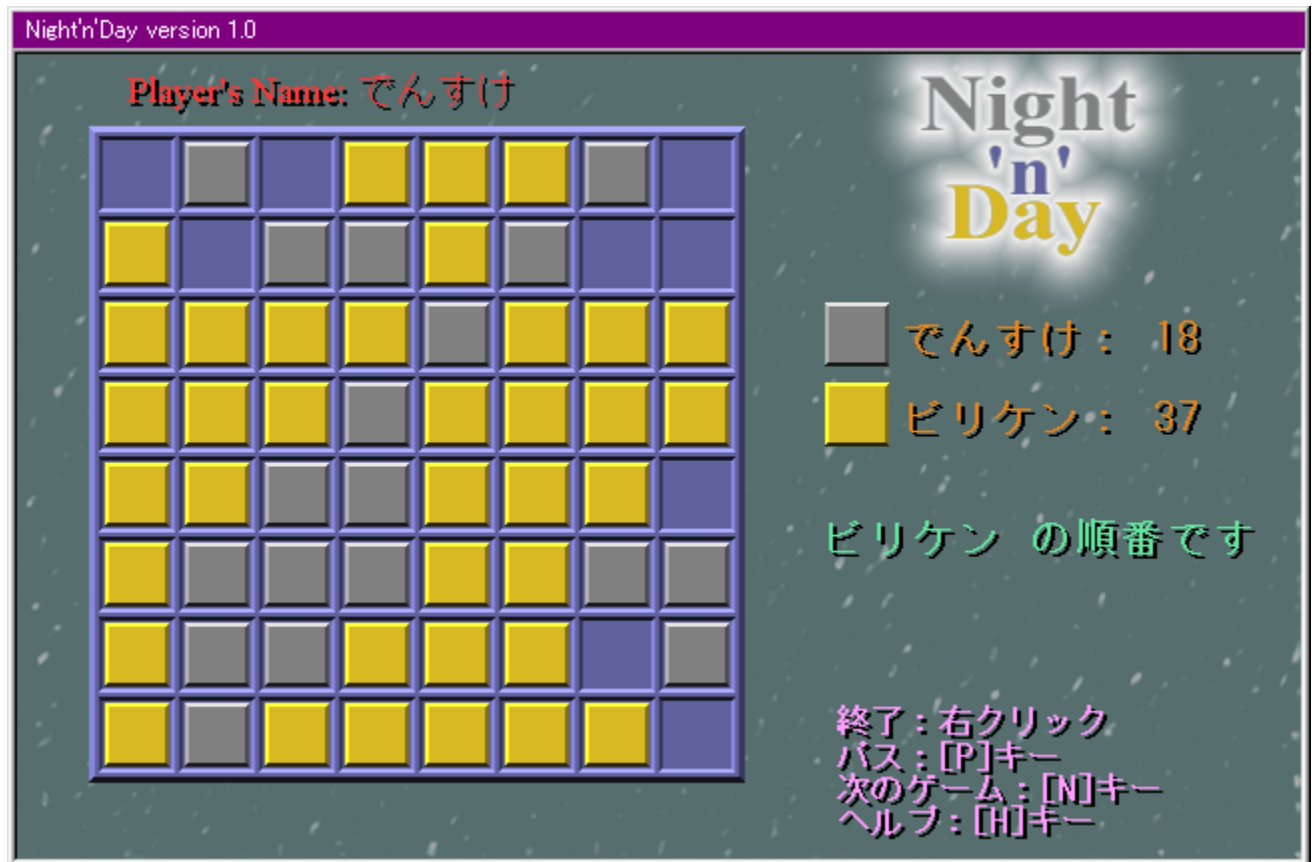 Night'n'Day version 1.0
Player's Name: でんすけ
Night
'n'
Day
でんすけ： 18
ビリケン： 37
ビリケン の順番です
終了：右クリック
パス：[P]キー
次のゲーム：[N]キー
ヘルプ：[H]キー